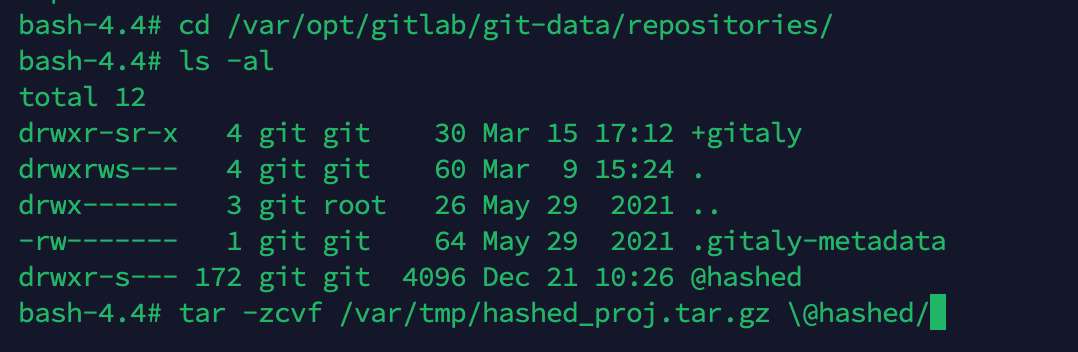 bash-4.4# cd /var/opt/gitlab/git-data/repositories/
bash-4.4# ls -al
total 12
drwxr-sr-x   4 git git    30 Mar 15 17:12 +gitaly
drwxrws---   4 git git    60 Mar  9 15:24 .
drwx------   3 git root   26 May 29  2021 ..
-rw-------   1 git git    64 May 29  2021 .gitaly-metadata
drwxr-s--- 172 git git  4096 Dec 21 10:26 @hashed
bash-4.4# tar -zcvf /var/tmp/hashed_proj.tar.gz \@hashed/